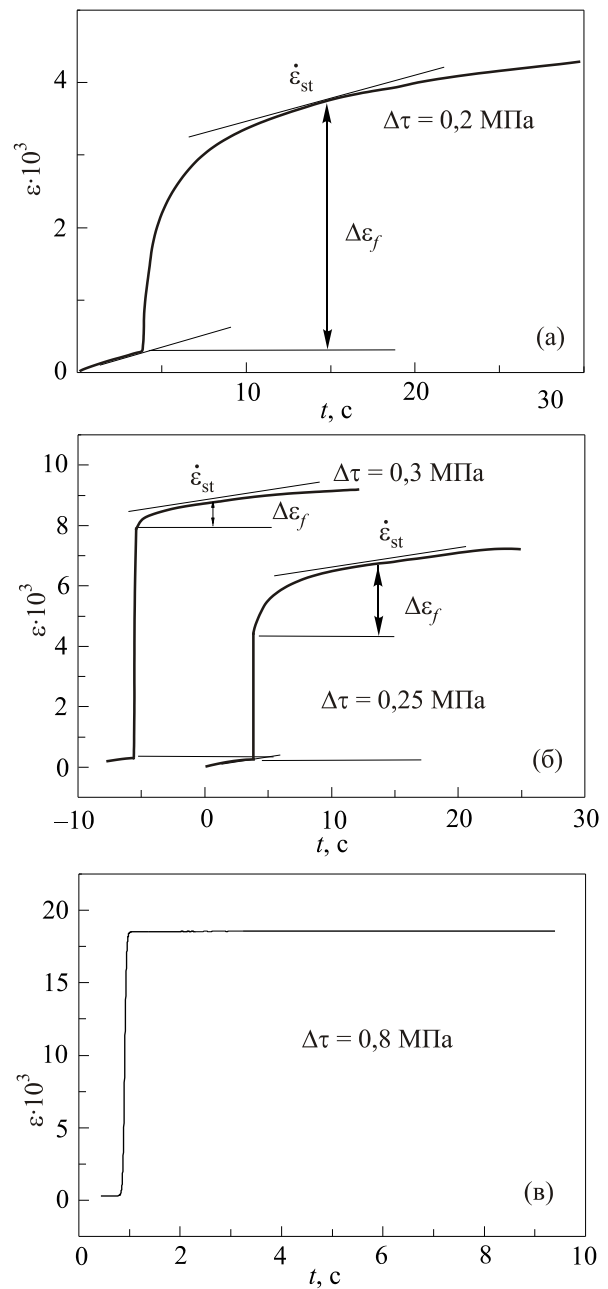 ε·10³
4
2
0
ε̇st
Δτ = 0,2 МПа
Δεf
(а)
10
20
30
t, с
ε·10³
10
8
6
4
2
0
ε̇st
Δτ = 0,3 МПа
Δεf
ε̇st
Δεf
Δτ = 0,25 МПа
(б)
–10
0
10
20
30
t, с
ε·10³
20
15
10
5
0
Δτ = 0,8 МПа
(в)
0
2
4
6
8
10
t, с